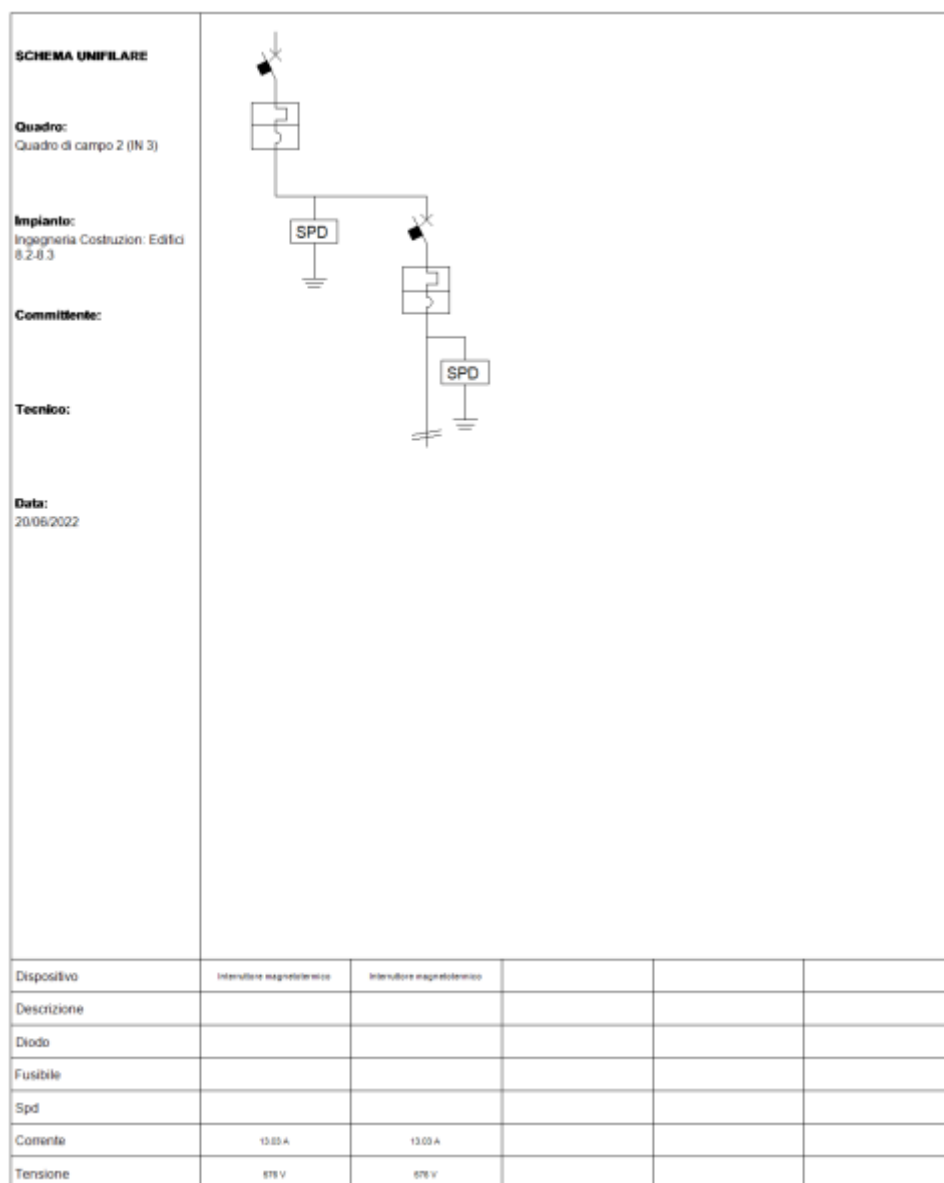 SCHEMA UNIFILARE
Quadro:
Quadro di campo 2 (IN 3)
Impianto:
Ingegneria Costruzion: Edifici
8.2-8.3
Committente:
Tecnico:
Data:
20/06/2022
SPD
SPD
Dispositivo Interruttore magnetotermico Interruttore magnetotermico
Descrizione
Diodo
Fusibile
Spd
Corrente 13.03 A 13.03 A
Tensione 676 V 676 V